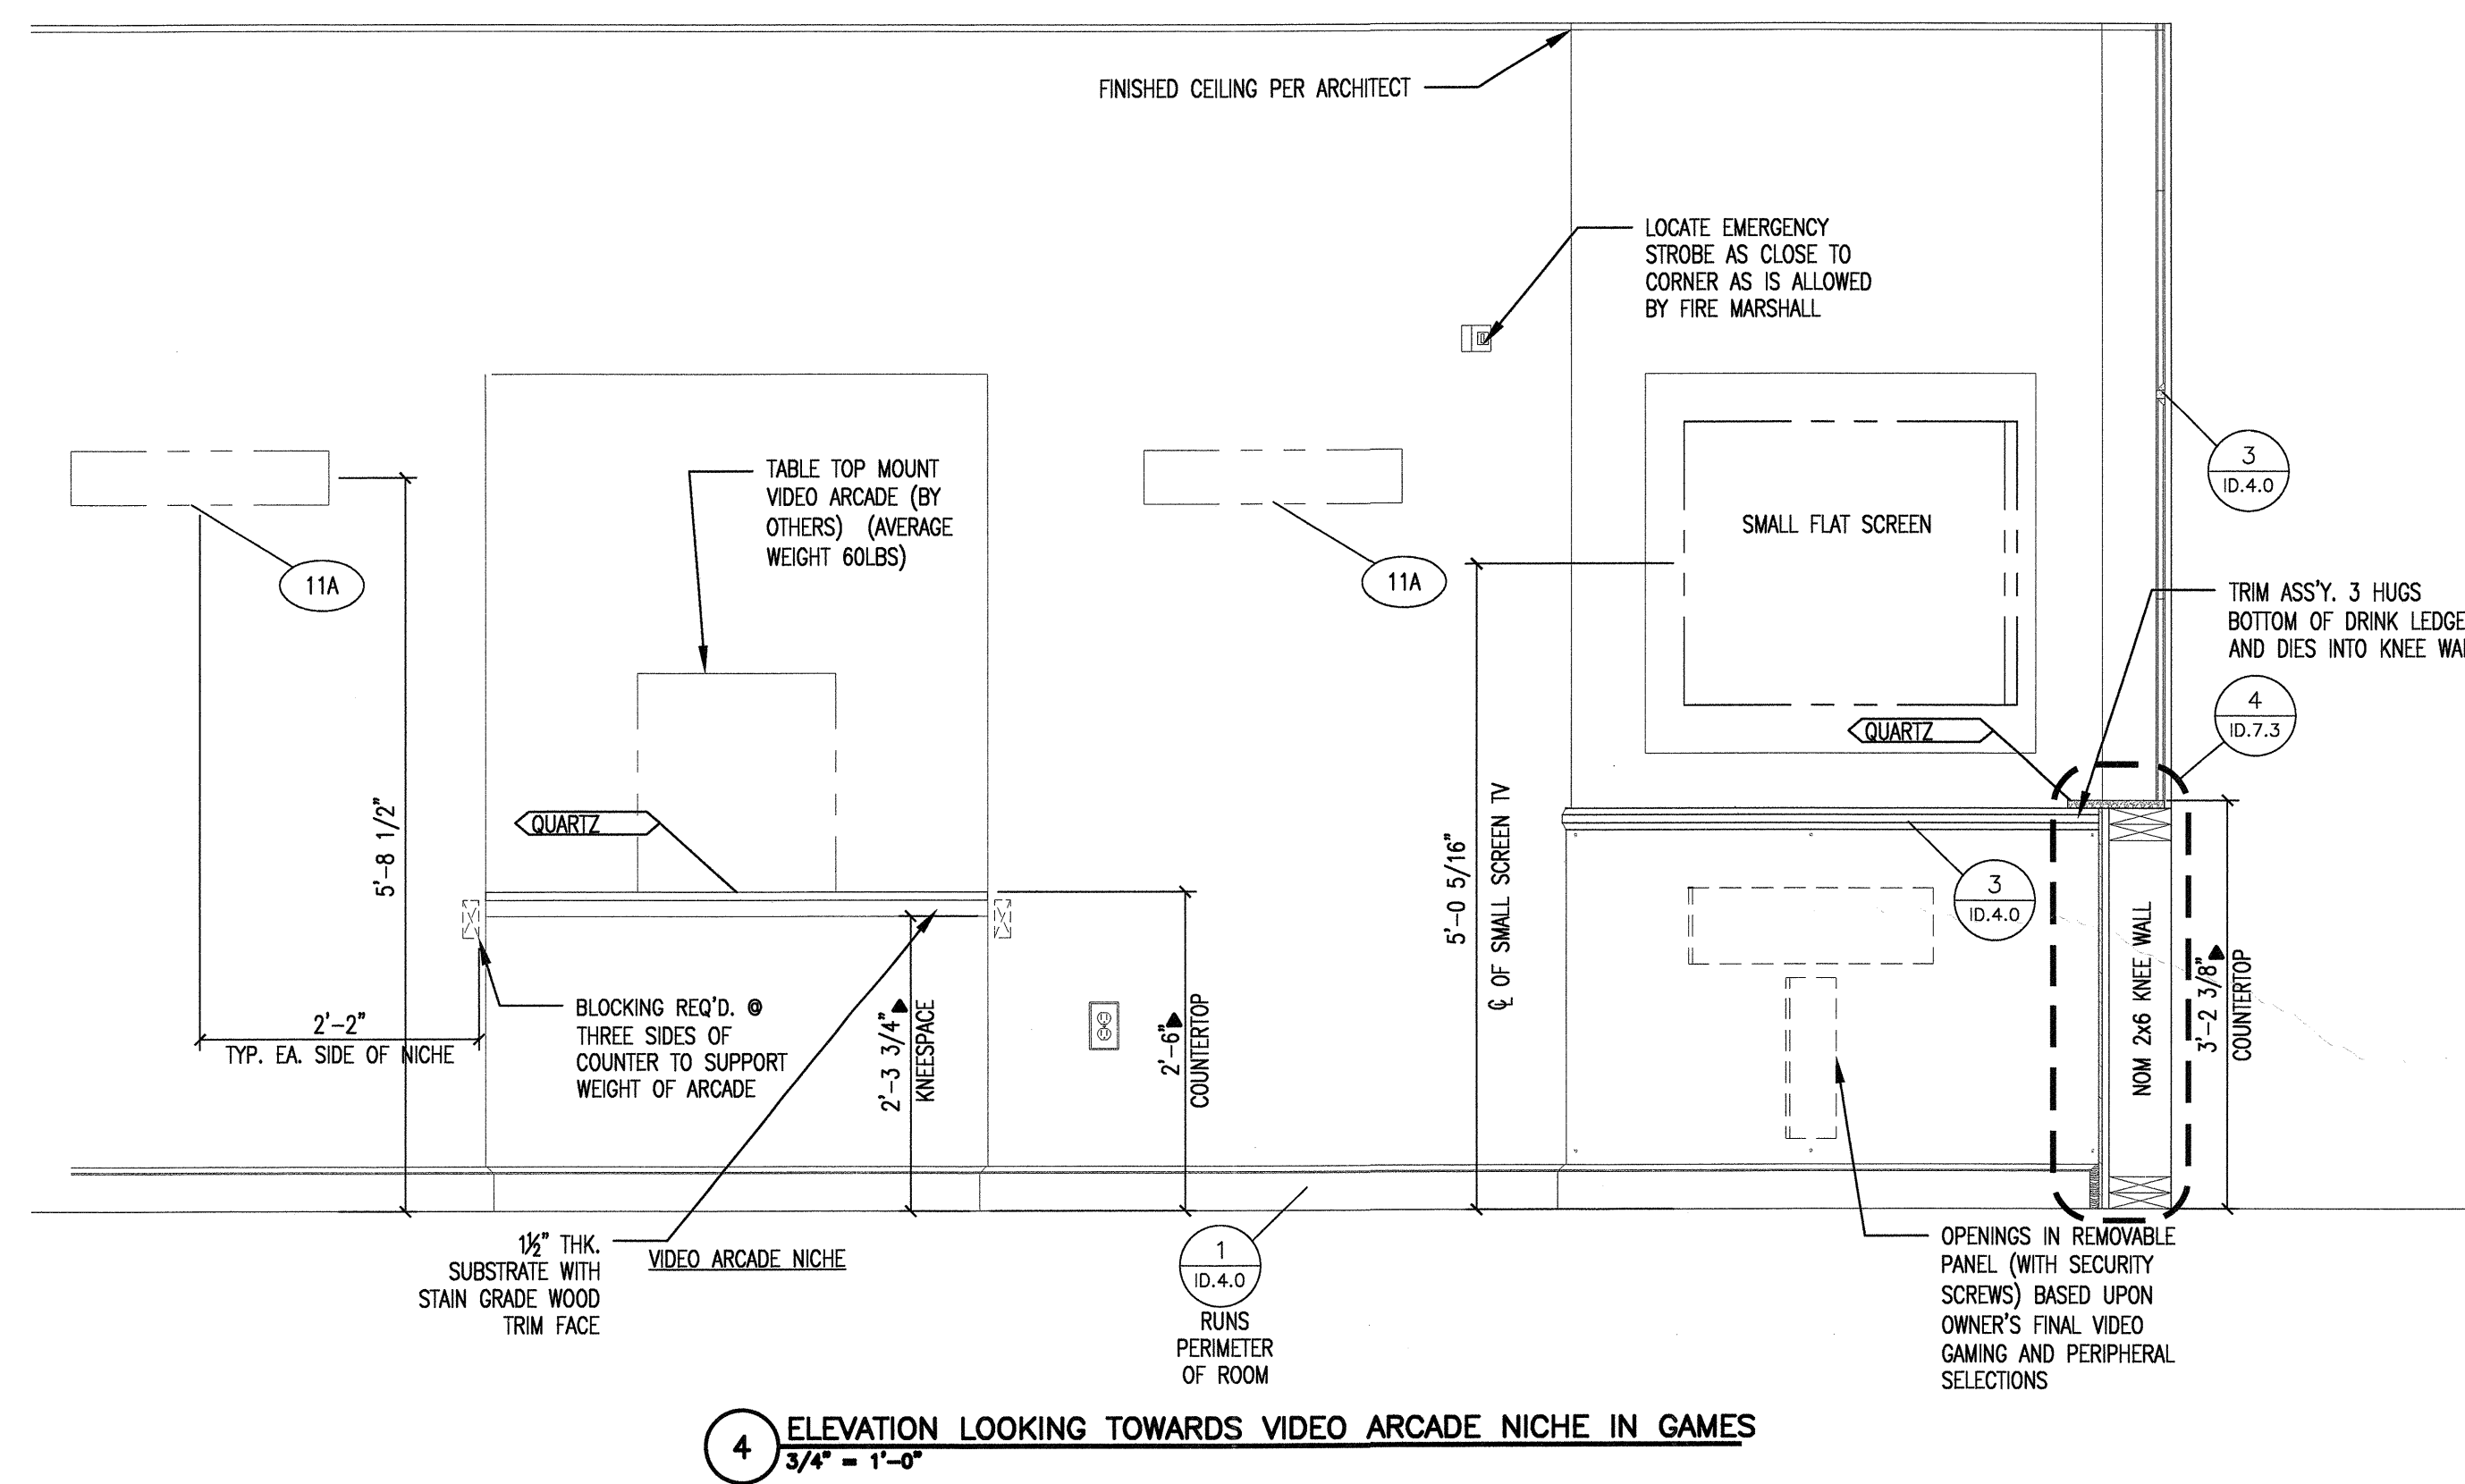 FINISHED CEILING PER ARCHITECT
LOCATE EMERGENCY
STROBE AS CLOSE TO
CORNER AS IS ALLOWED
BY FIRE MARSHALL
TABLE TOP MOUNT
VIDEO ARCADE (BY
OTHERS) (AVERAGE
WEIGHT 60LBS)
11A
11A
SMALL FLAT SCREEN
3
ID.4.0
TRIM ASS'Y. 3 HUGS
BOTTOM OF DRINK LEDGE
AND DIES INTO KNEE
4
ID.7.3
QUARTZ
QUARTZ
5'-8 1/2"
5'-0 5/16"
℄ OF SMALL SCREEN TV
3
ID.4.0
NOM 2x6 KNEE WALL
3'-2 3/8"
COUNTERTOP
2'-2"
TYP. EA. SIDE OF NICHE
BLOCKING REQ'D. @
THREE SIDES OF
COUNTER TO SUPPORT
WEIGHT OF ARCADE
2'-3 3/4"
KNEESPACE
2'-6"
COUNTERTOP
1½" THK.
SUBSTRATE WITH
STAIN GRADE WOOD
TRIM FACE
VIDEO ARCADE NICHE
1
ID.4.0
RUNS
PERIMETER
OF ROOM
OPENINGS IN REMOVABLE
PANEL (WITH SECURITY
SCREWS) BASED UPON
OWNER'S FINAL VIDEO
GAMING AND PERIPHERAL
SELECTIONS
4
ELEVATION LOOKING TOWARDS VIDEO ARCADE NICHE IN GAMES
3/4" = 1'-0"